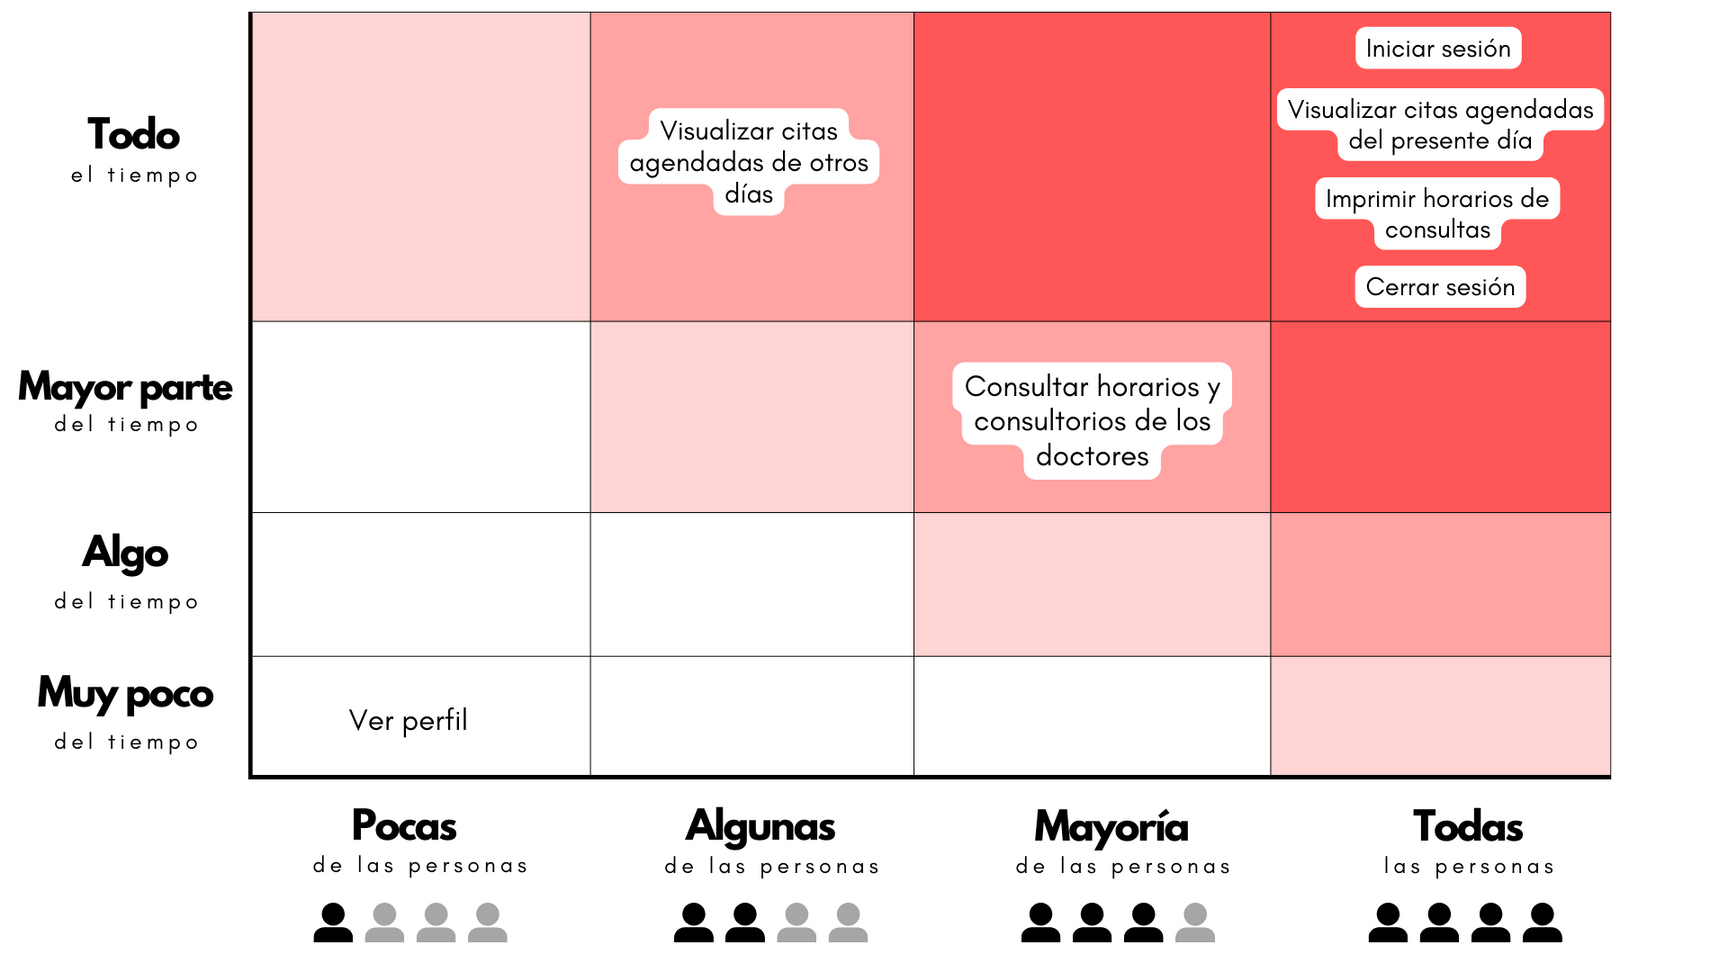 Todo
el tiempo
Visualizar citas
agendadas de otros
días
Iniciar sesión
Visualizar citas agendadas
del presente día
Imprimir horarios de
consultas
Cerrar sesión
Mayor parte
del tiempo
Consultar horarios y
consultorios de los
doctores
Algo
del tiempo
Muy poco
del tiempo
Ver perfil
Pocas
de las personas
Algunas
de las personas
Mayoría
de las personas
Todas
las personas